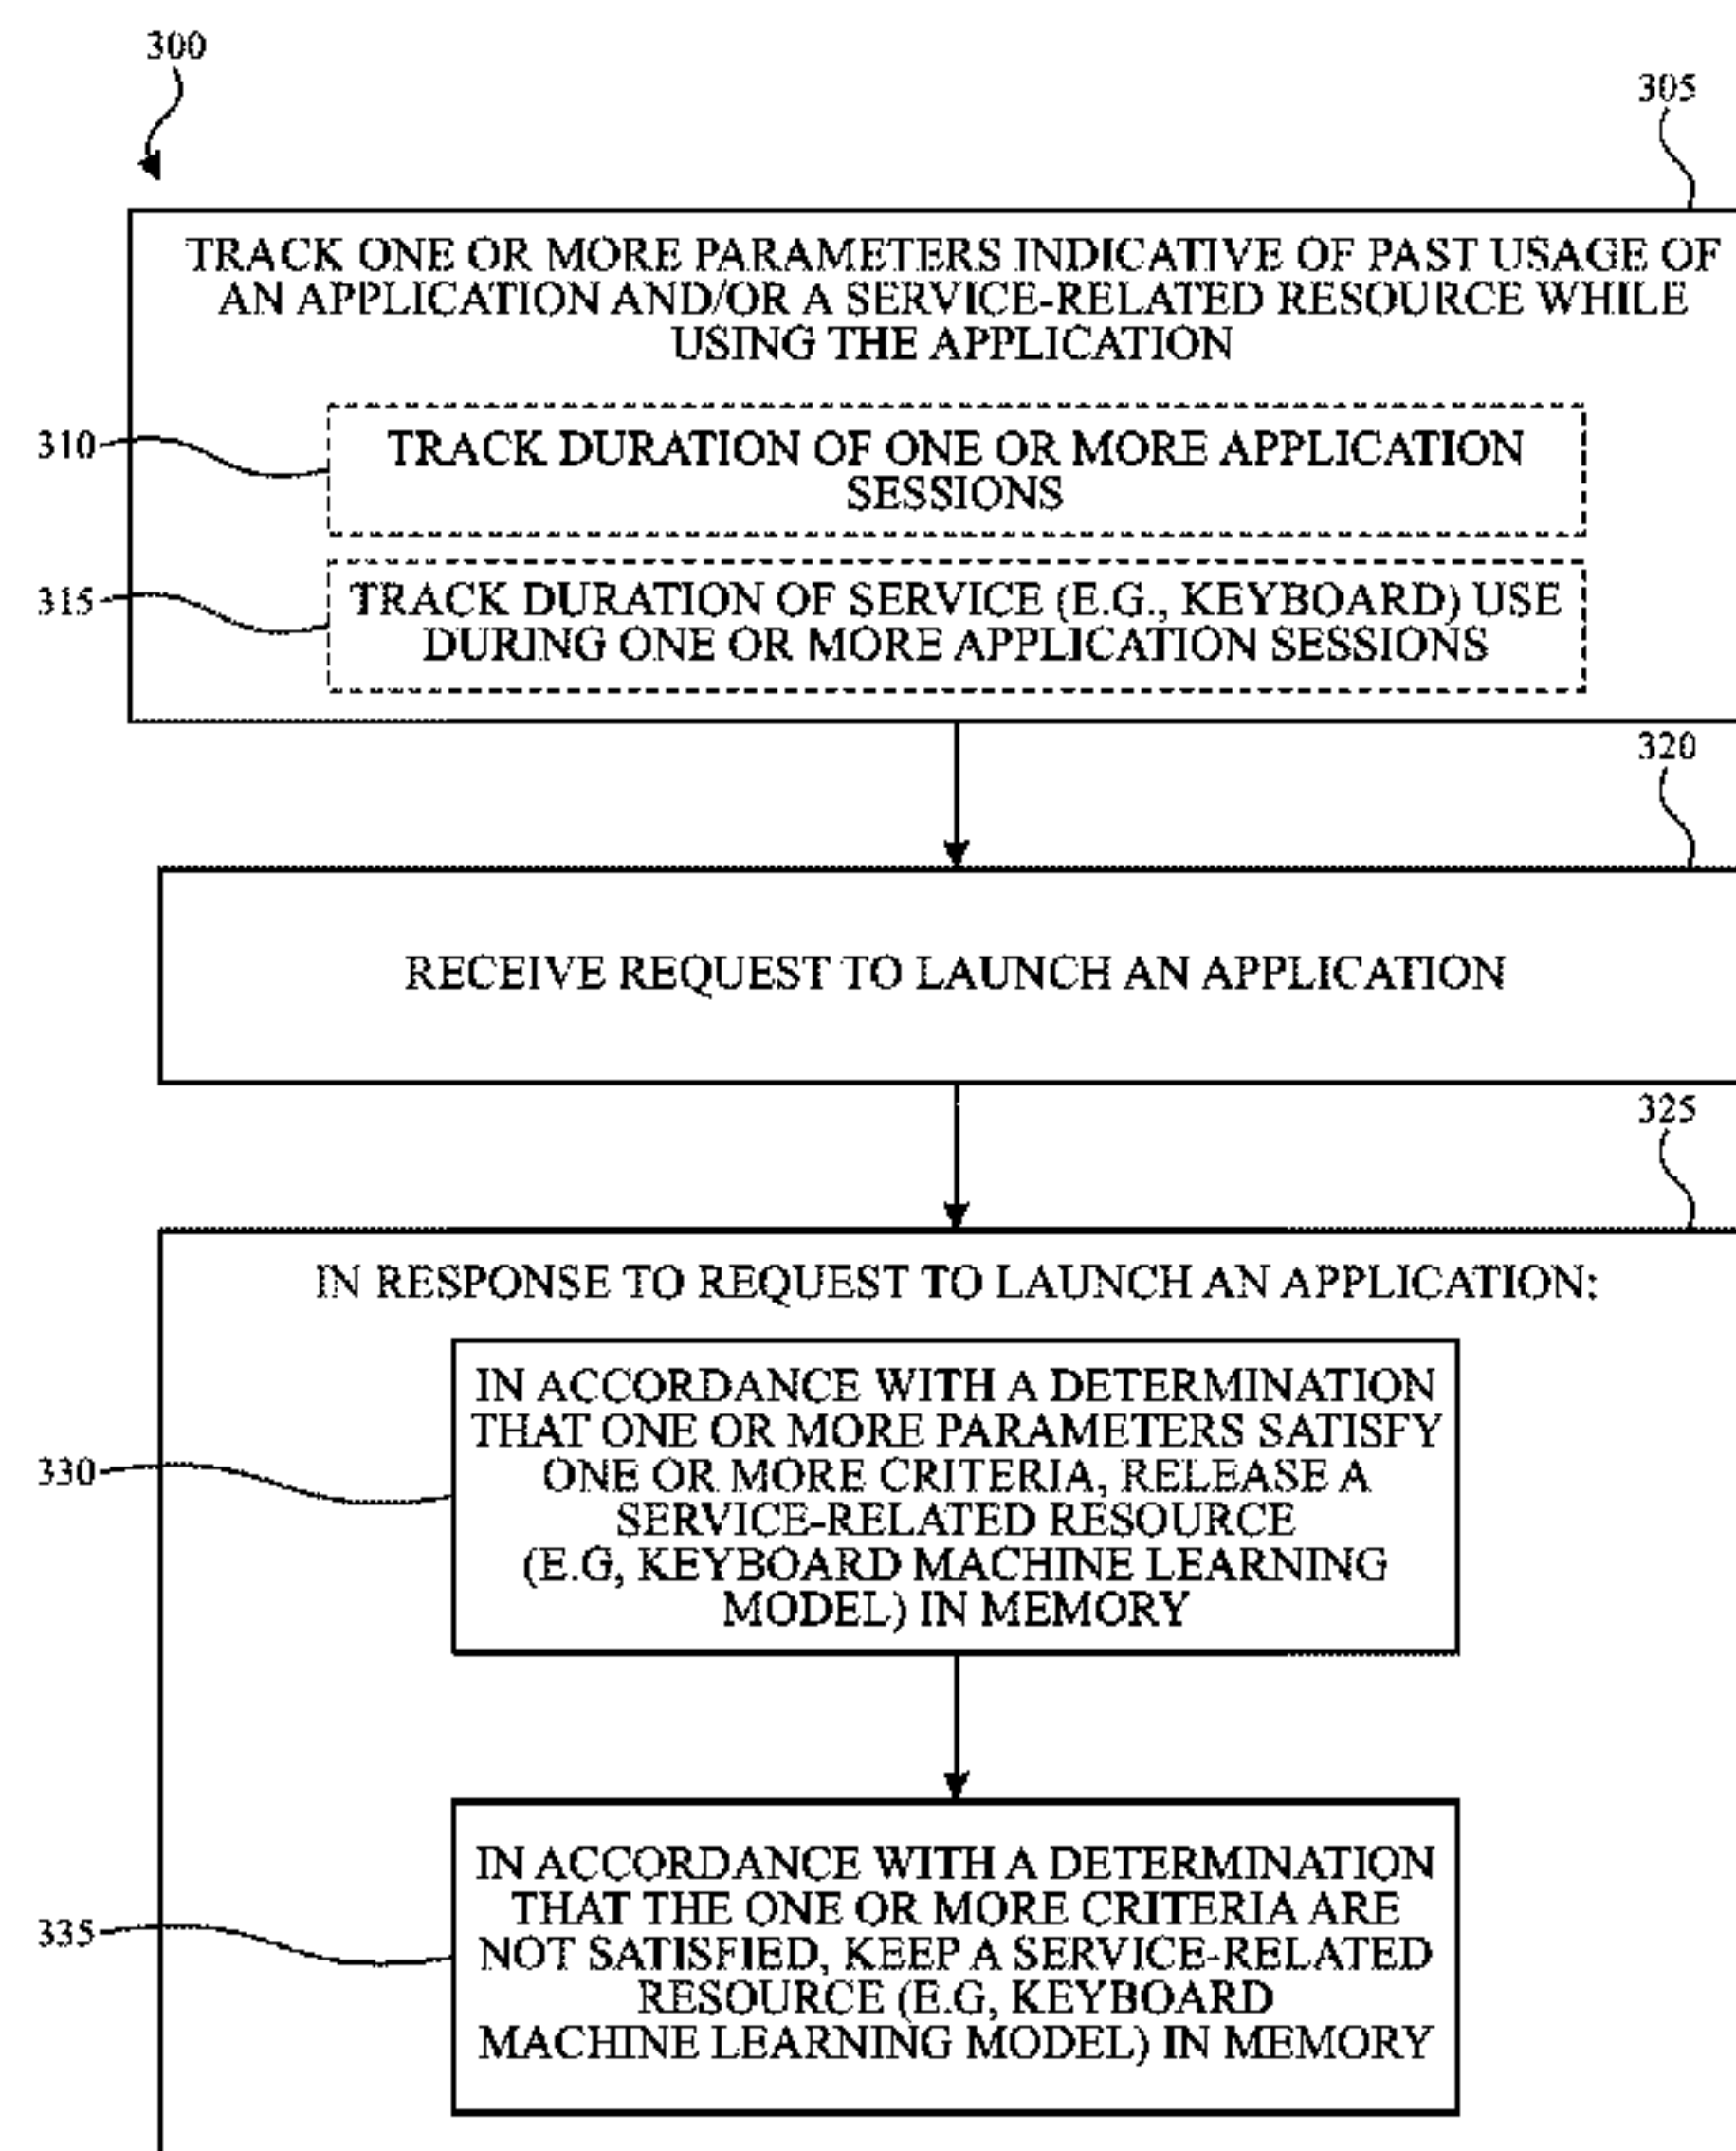 300
305
TRACK ONE OR MORE PARAMETERS INDICATIVE OF PAST USAGE OF
AN APPLICATION AND/OR A SERVICE-RELATED RESOURCE WHILE
USING THE APPLICATION
310
TRACK DURATION OF ONE OR MORE APPLICATION
SESSIONS
315
TRACK DURATION OF SERVICE (E.G., KEYBOARD) USE
DURING ONE OR MORE APPLICATION SESSIONS
320
RECEIVE REQUEST TO LAUNCH AN APPLICATION
325
IN RESPONSE TO REQUEST TO LAUNCH AN APPLICATION:
330
IN ACCORDANCE WITH A DETERMINATION
THAT ONE OR MORE PARAMETERS SATISFY
ONE OR MORE CRITERIA, RELEASE A
SERVICE-RELATED RESOURCE
(E.G, KEYBOARD MACHINE LEARNING
MODEL) IN MEMORY
335
IN ACCORDANCE WITH A DETERMINATION
THAT THE ONE OR MORE CRITERIA ARE
NOT SATISFIED, KEEP A SERVICE-RELATED
RESOURCE (E.G, KEYBOARD
MACHINE LEARNING MODEL) IN MEMORY